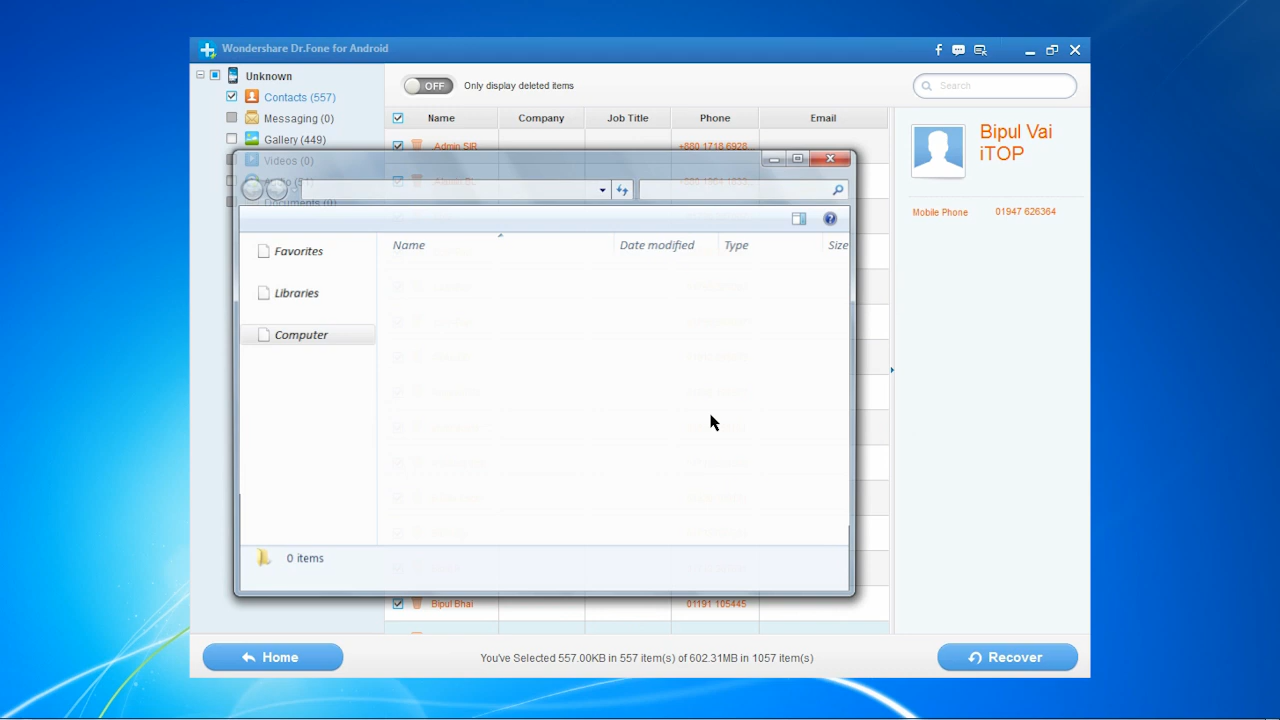 Wondershare Dr.Fone for Android
Unknown
OFF
Only display deleted items
Search
Contacts (557)
Messaging (0)
Gallery (449)
Videos (0)
Name
Company
Job Title
Phone
Email
Admin SIR
+880 1718 6928
Bipul Vai
iTOP
Mobile Phone
01947 626364
Name
Date modified
Type
Size
Favorites
Libraries
Computer
0 items
Bipul Bhai
01191 105445
Home
You've Selected 557.00KB in 557 item(s) of 602.31MB in 1057 item(s)
Recover